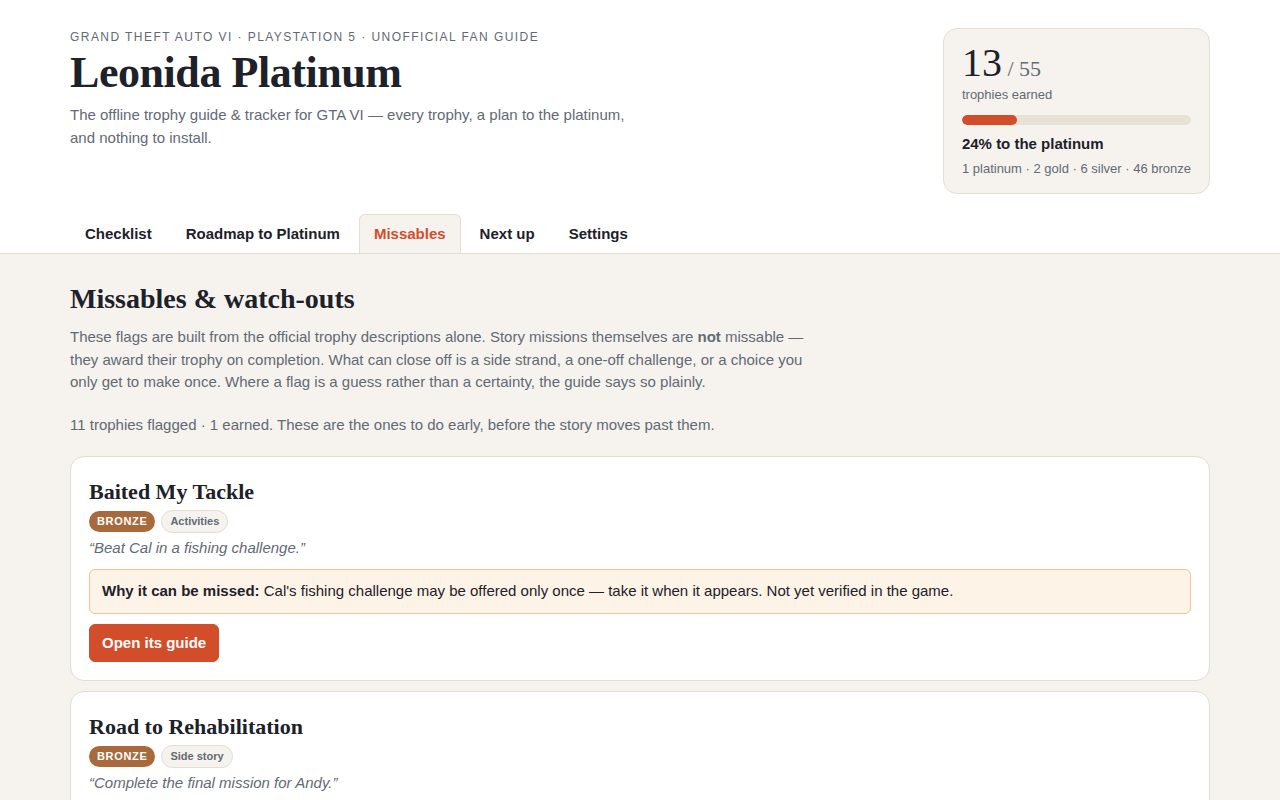 GRAND THEFT AUTO VI · PLAYSTATION 5 · UNOFFICIAL FAN GUIDE
Leonida Platinum
The offline trophy guide & tracker for GTA VI — every trophy, a plan to the platinum,
and nothing to install.
13 / 55
trophies earned
24% to the platinum
1 platinum · 2 gold · 6 silver · 46 bronze
Checklist
Roadmap to Platinum
Missables
Next up
Settings
Missables & watch-outs
These flags are built from the official trophy descriptions alone. Story missions themselves are not missable —
they award their trophy on completion. What can close off is a side strand, a one-off challenge, or a choice you
only get to make once. Where a flag is a guess rather than a certainty, the guide says so plainly.
11 trophies flagged · 1 earned. These are the ones to do early, before the story moves past them.
Baited My Tackle
BRONZE Activities
“Beat Cal in a fishing challenge.”
Why it can be missed: Cal's fishing challenge may be offered only once — take it when it appears. Not yet verified in the game.
Open its guide
Road to Rehabilitation
BRONZE Side story
“Complete the final mission for Andy.”